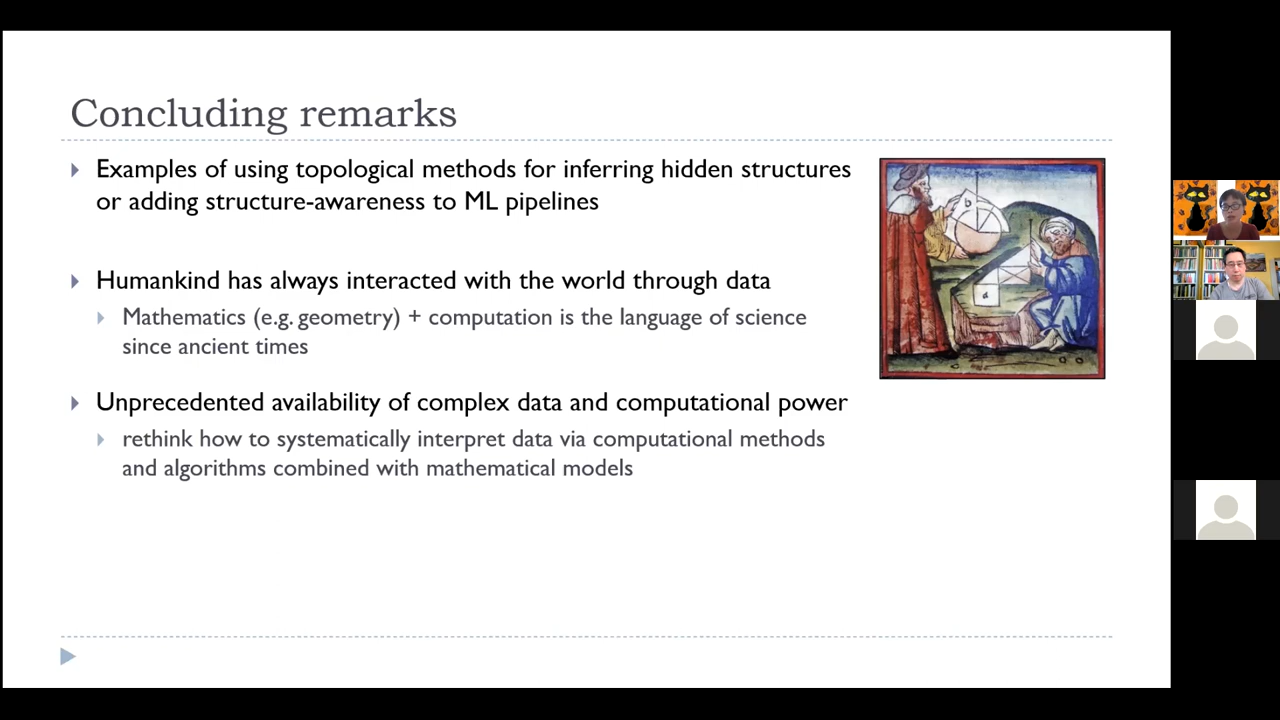 Concluding remarks
Examples of using topological methods for inferring hidden structures
or adding structure-awareness to ML pipelines
Humankind has always interacted with the world through data
Mathematics (e.g. geometry) + computation is the language of science
since ancient times
Unprecedented availability of complex data and computational power
rethink how to systematically interpret data via computational methods
and algorithms combined with mathematical models